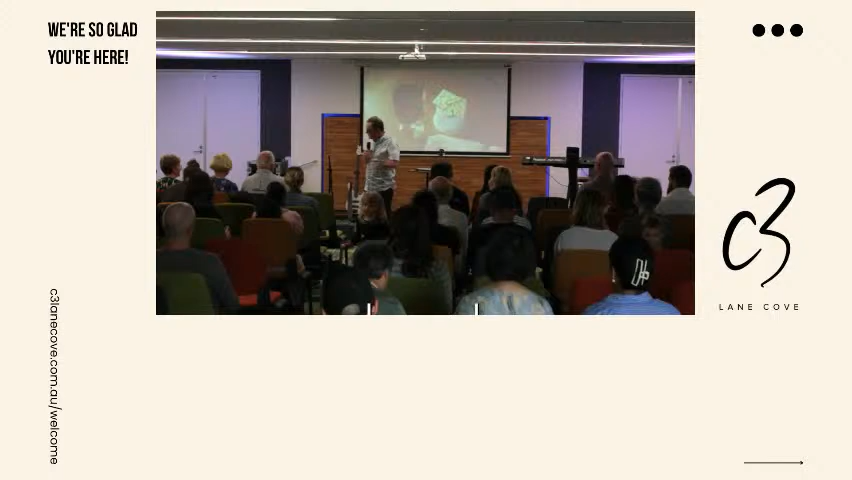 WE'RE SO GLAD
YOU'RE HERE!
c3
LANE COVE
c3lanecove.com.au/welcome